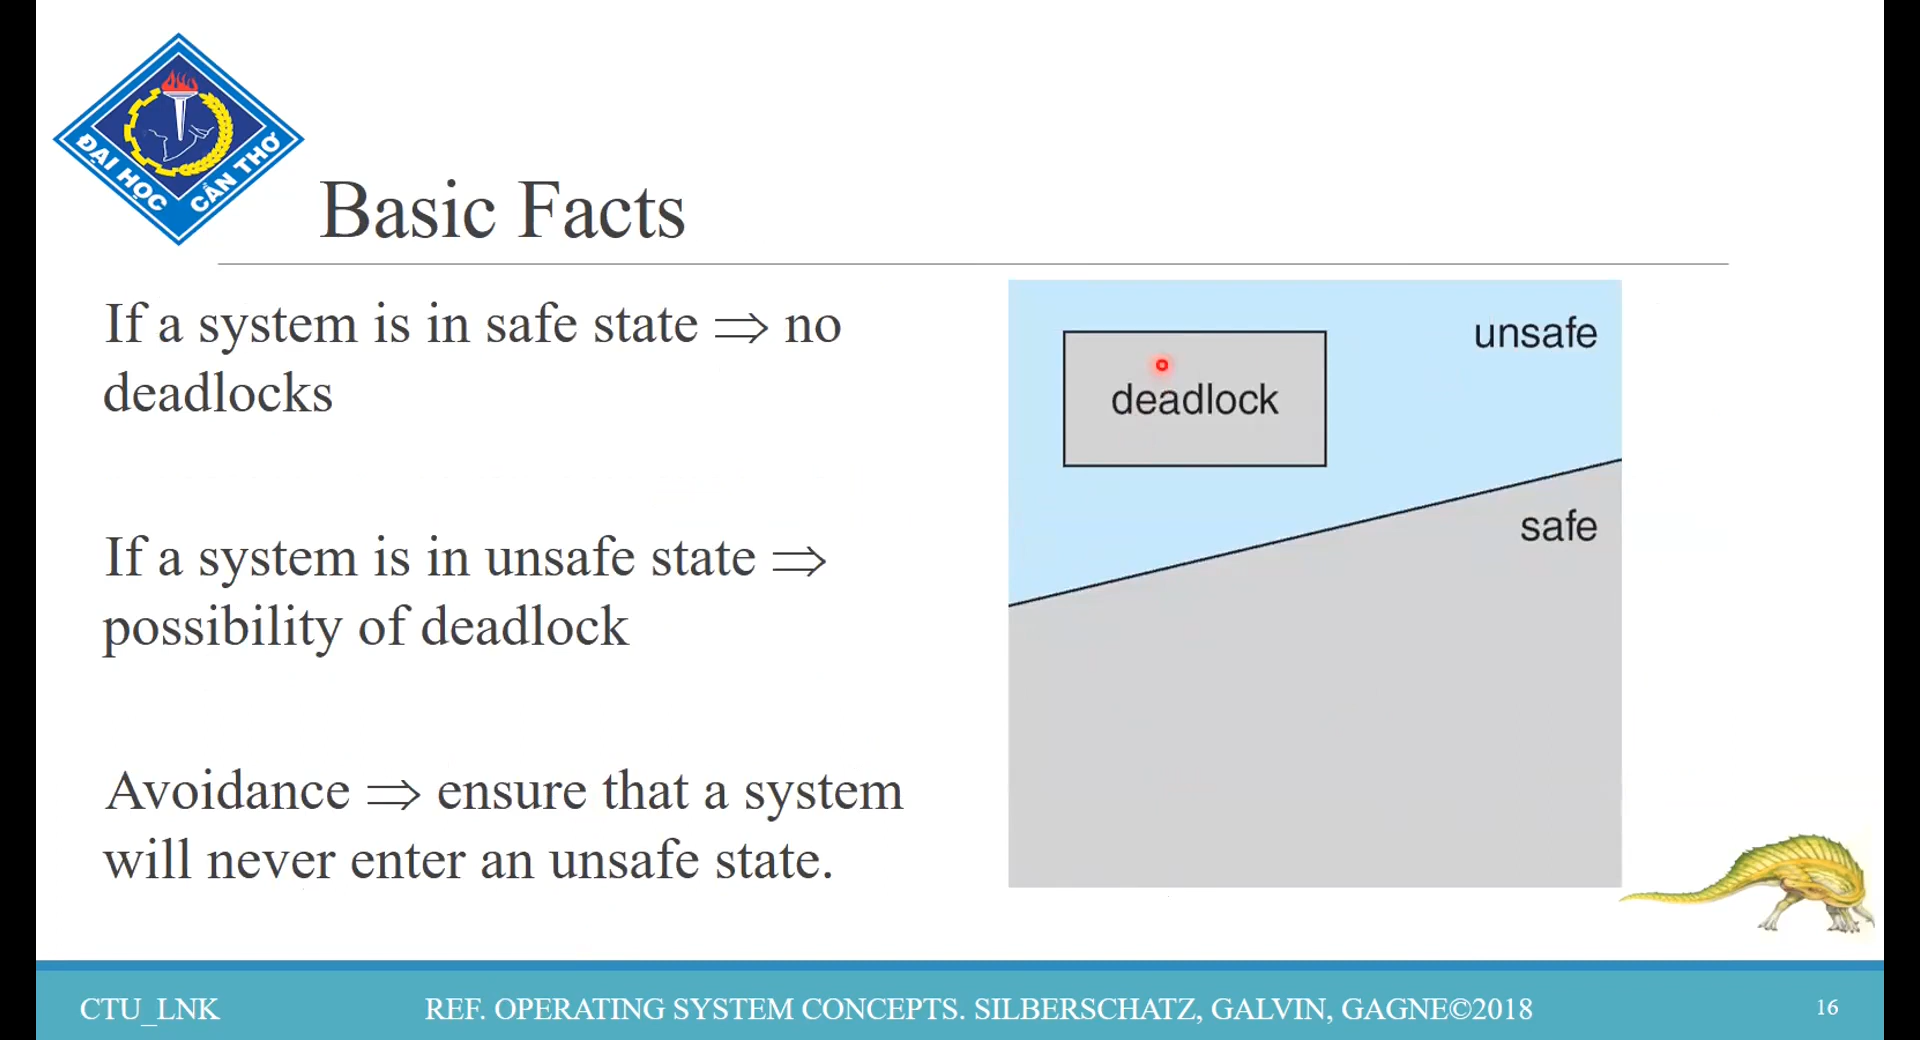 ĐẠI HỌC CẦN THƠ
Basic Facts
If a system is in safe state ⇒ no
deadlocks
If a system is in unsafe state ⇒
possibility of deadlock
Avoidance ⇒ ensure that a system
will never enter an unsafe state.
unsafe
deadlock
safe
CTU_LNK
REF. OPERATING SYSTEM CONCEPTS. SILBERSCHATZ, GALVIN, GAGNE©2018
16